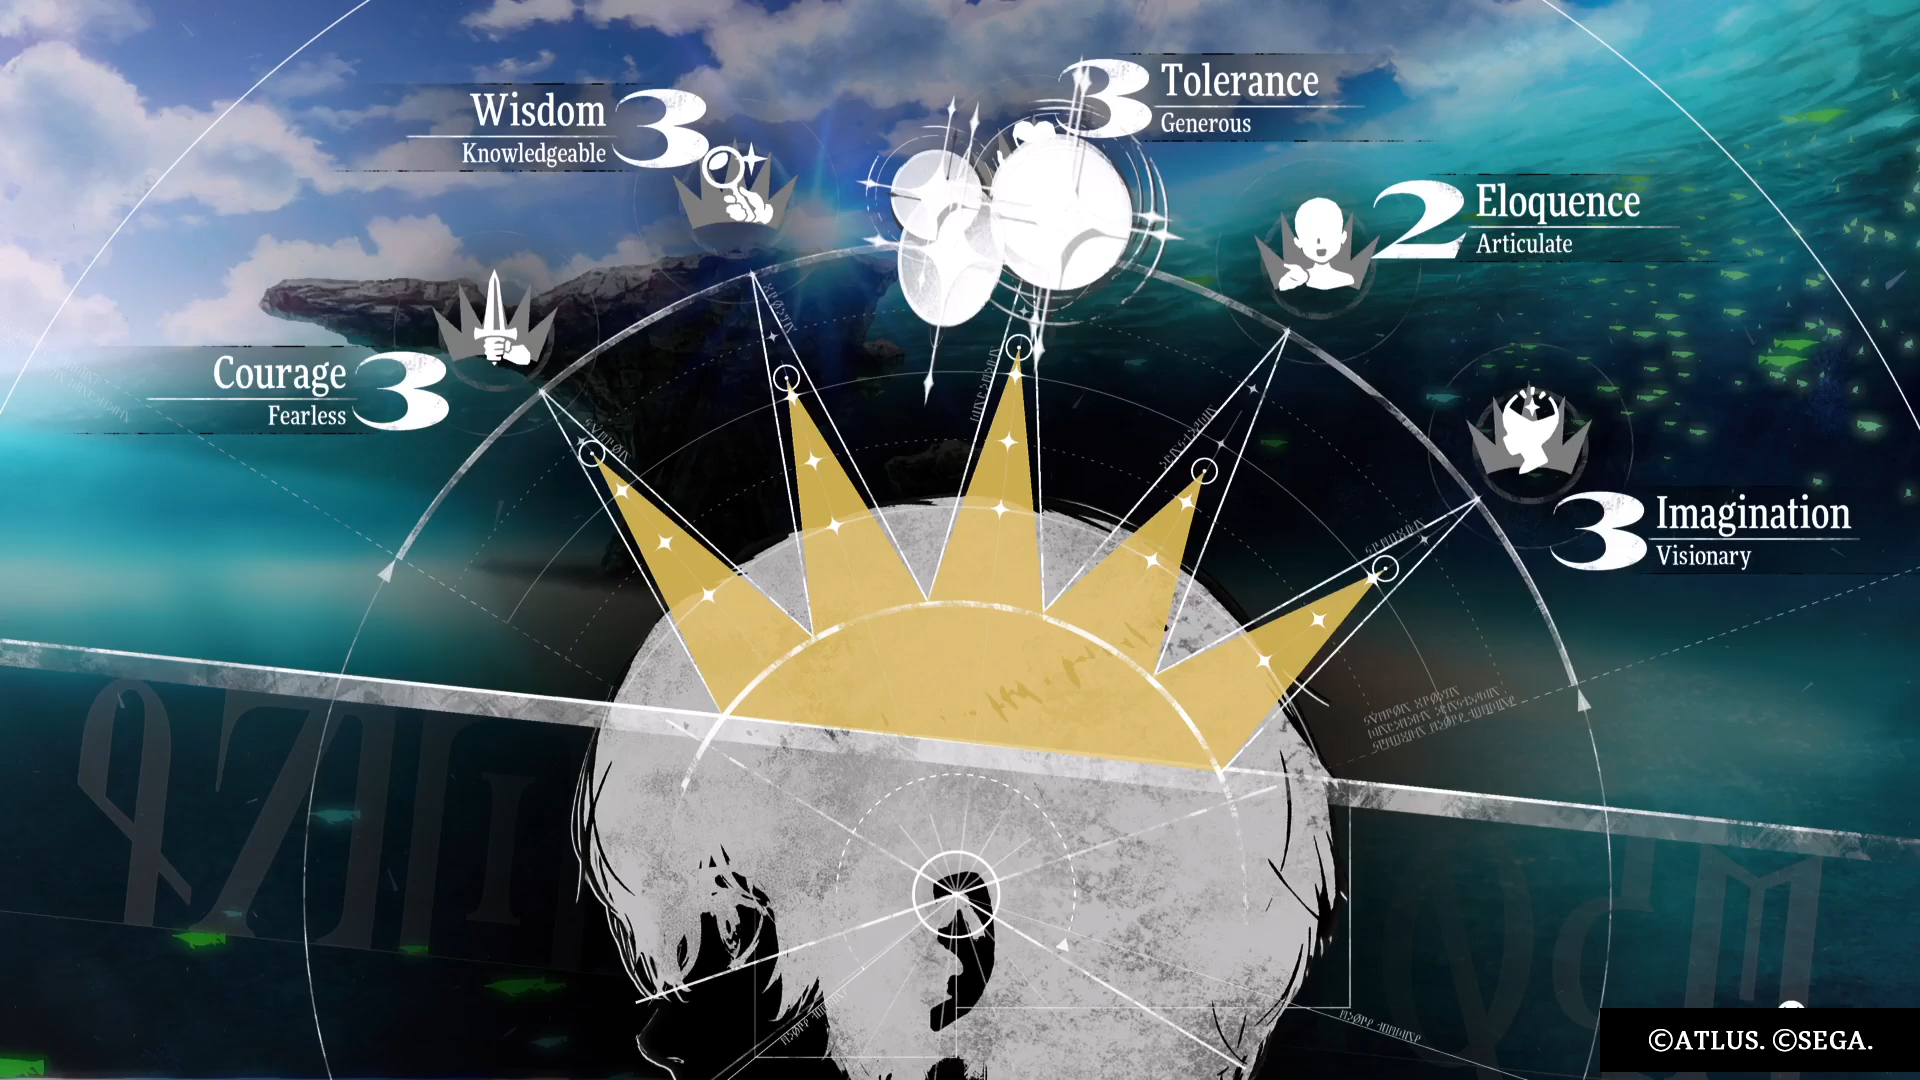 Wisdom 3
Knowledgeable
3 Tolerance
Generous
2 Eloquence
Articulate
Courage 3
Fearless
3 Imagination
Visionary
©ATLUS. ©SEGA.